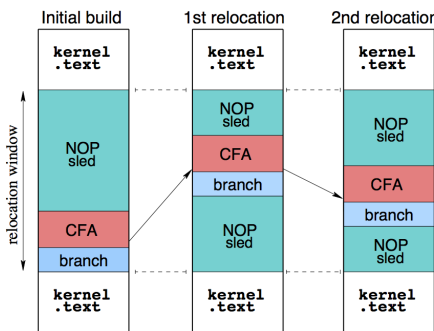 Initial build
1st relocation
2nd relocation
relocation window
kernel
.text
NOP
sled
CFA
branch
kernel
.text
kernel
.text
NOP
sled
CFA
branch
NOP
sled
kernel
.text
kernel
.text
NOP
sled
CFA
branch
NOP
sled
kernel
.text